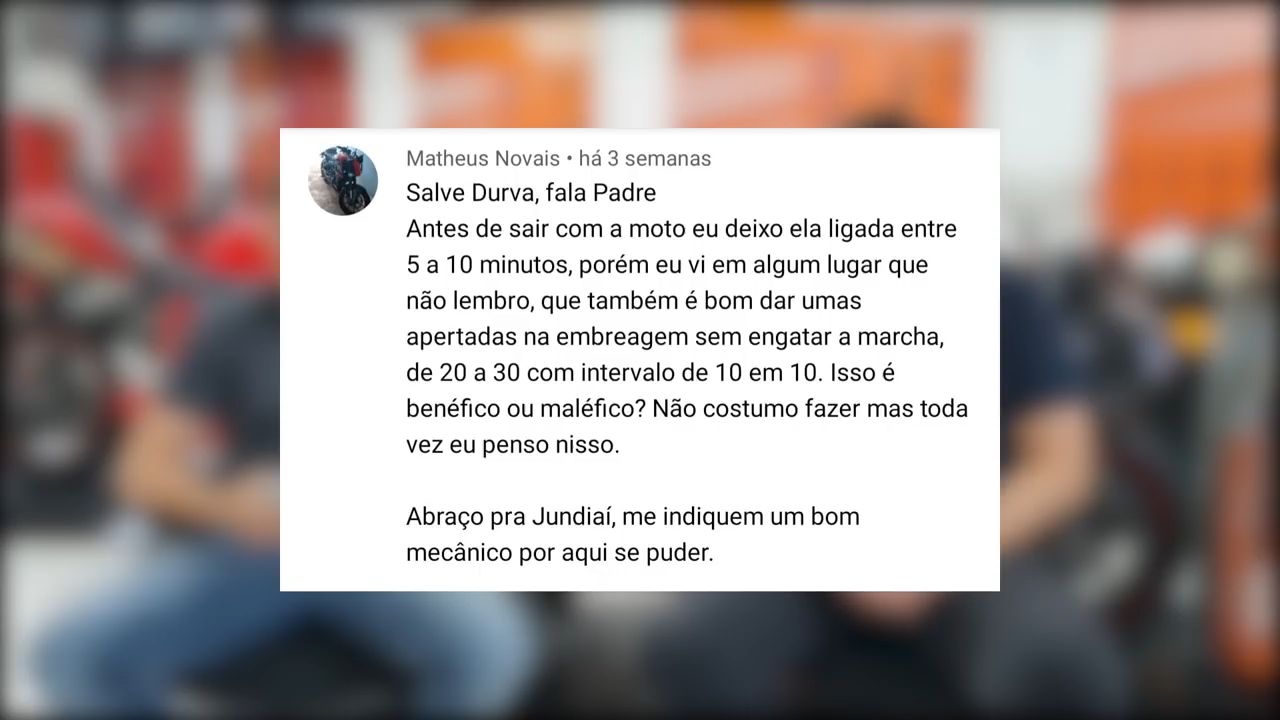 Matheus Novais • há 3 semanas
Salve Durva, fala Padre
Antes de sair com a moto eu deixo ela ligada entre
5 a 10 minutos, porém eu vi em algum lugar que
não lembro, que também é bom dar umas
apertadas na embreagem sem engatar a marcha,
de 20 a 30 com intervalo de 10 em 10. Isso é
benéfico ou maléfico? Não costumo fazer mas toda
vez eu penso nisso.
Abraço pra Jundiaí, me indiquem um bom
mecânico por aqui se puder.